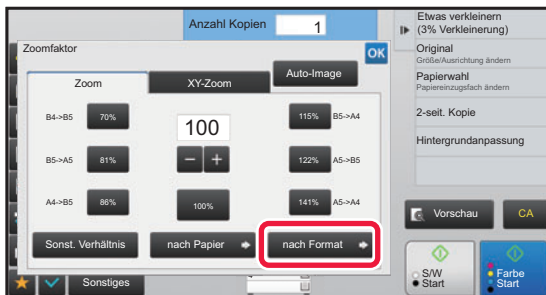 Anzahl Kopien 1
Zoomfaktor
OK
Zoom
XY-Zoom
Auto-Image
B4->B5 70%
100
115% B5->A4
B5->A5 81%
− +
122% A5->B5
A4->B5 86%
100%
141% A5->A4
Sonst. Verhältnis
nach Papier
nach Format
Sonstiges
Etwas verkleinern
(3% Verkleinerung)
Original
Größe/Ausrichtung ändern
Papierwahl
Papiereinzugsfach ändern
2-seit. Kopie
Hintergrundanpassung
Vorschau
CA
S/W
Start
Farbe
Start